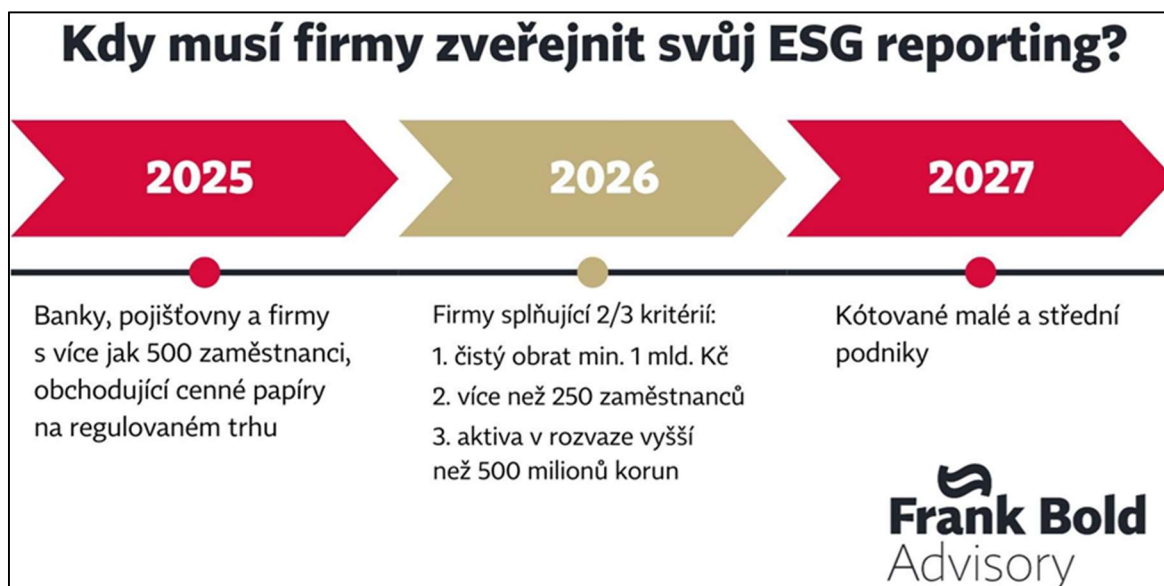 Kdy musí firmy zveřejnit svůj ESG reporting?
2025
2026
2027
Banky, pojišťovny a firmy
s více jak 500 zaměstnanci,
obchodující cenné papíry
na regulovaném trhu
Firmy splňující 2/3 kritérií:
1. čistý obrat min. 1 mld. Kč
2. více než 250 zaměstnanců
3. aktiva v rozvaze vyšší
než 500 milionů korun
Kótované malé a střední
podniky
Frank Bold
Advisory